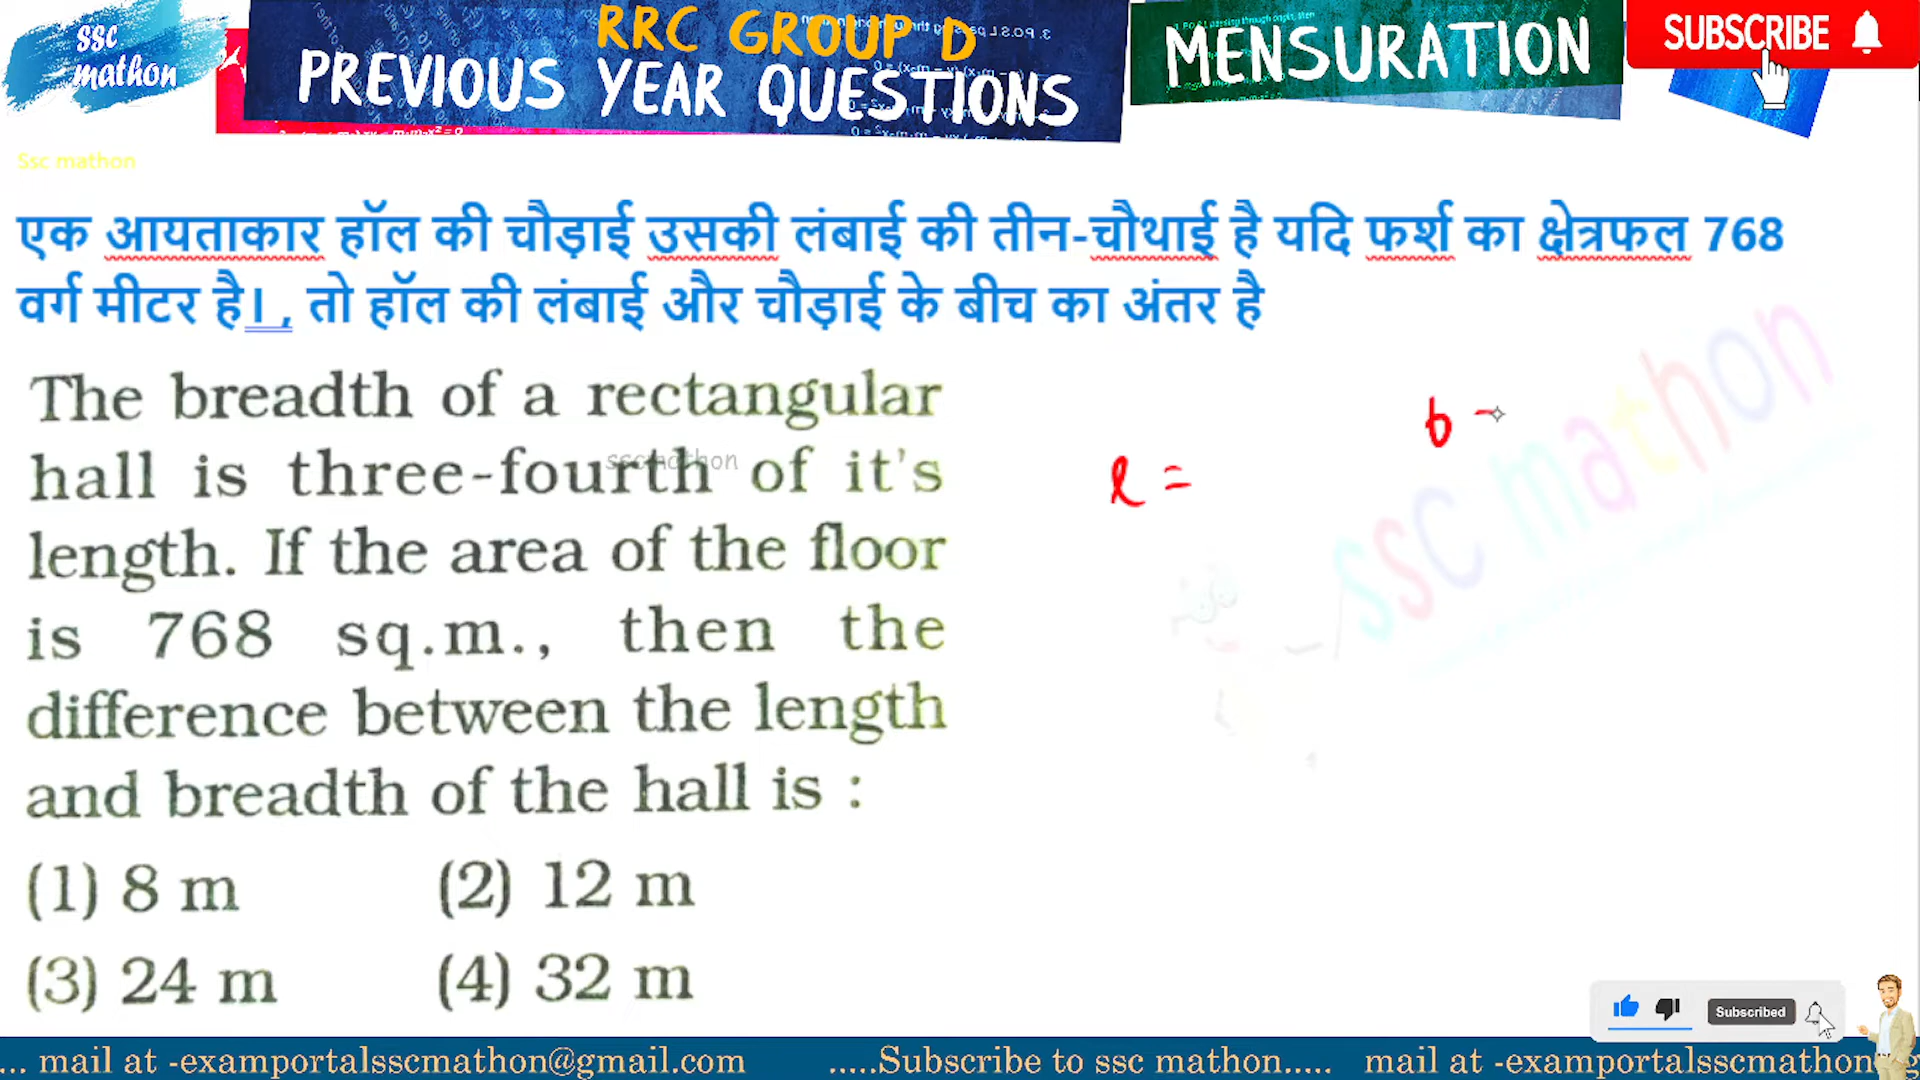 ssc
mathon
RRC GROUP D
PREVIOUS YEAR QUESTIONS
MENSURATION
SUBSCRIBE
Ssc mathon
एक आयताकार हॉल की चौड़ाई उसकी लंबाई की तीन-चौथाई है यदि फर्श का क्षेत्रफल 768
वर्ग मीटर है। , तो हॉल की लंबाई और चौड़ाई के बीच का अंतर है
The breadth of a rectangular
hall is three-fourth of it's
length. If the area of the floor
is 768 sq.m., then the
difference between the length
and breadth of the hall is :
(1) 8 m (2) 12 m
(3) 24 m (4) 32 m
sscmathon
l =
b -
ssc mathon
Subscribed
... mail at -examportalsscmathon@gmail.com .....Subscribe to ssc mathon..... mail at -examportalsscmathon